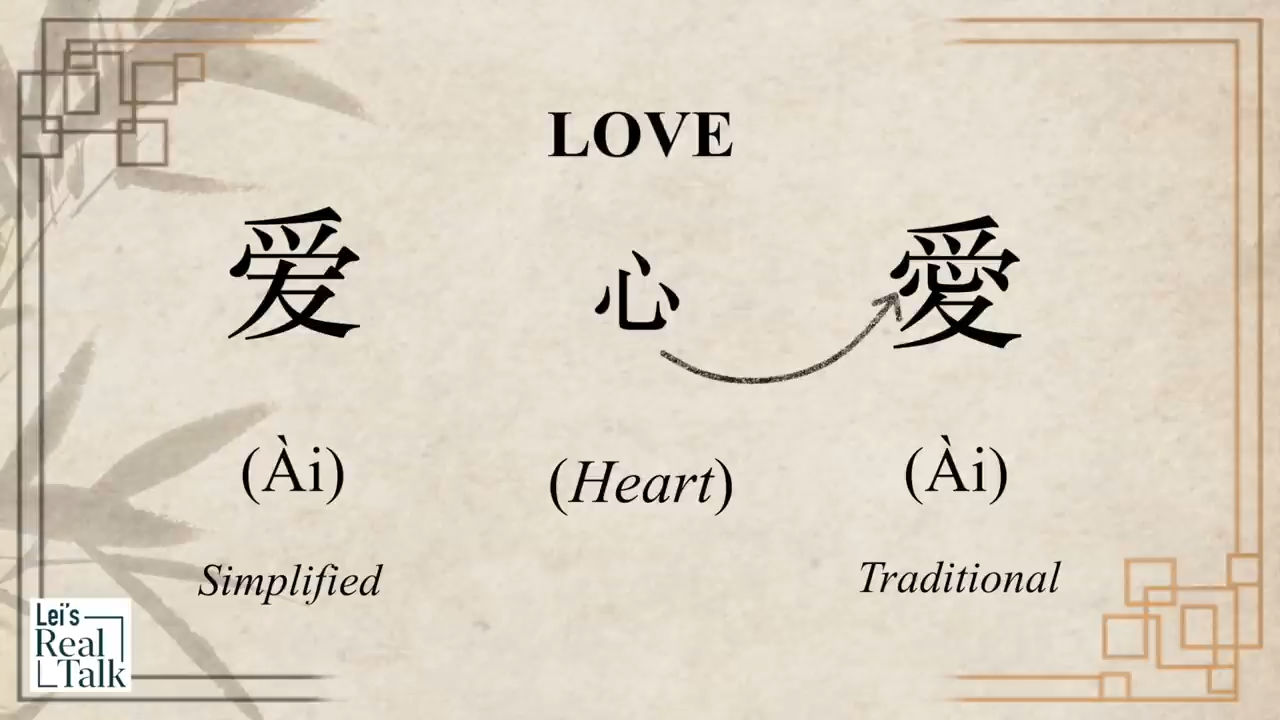 LOVE
爱 心 愛
(Ài) (Heart) (Ài)
Simplified Traditional
Lei's
Real
Talk